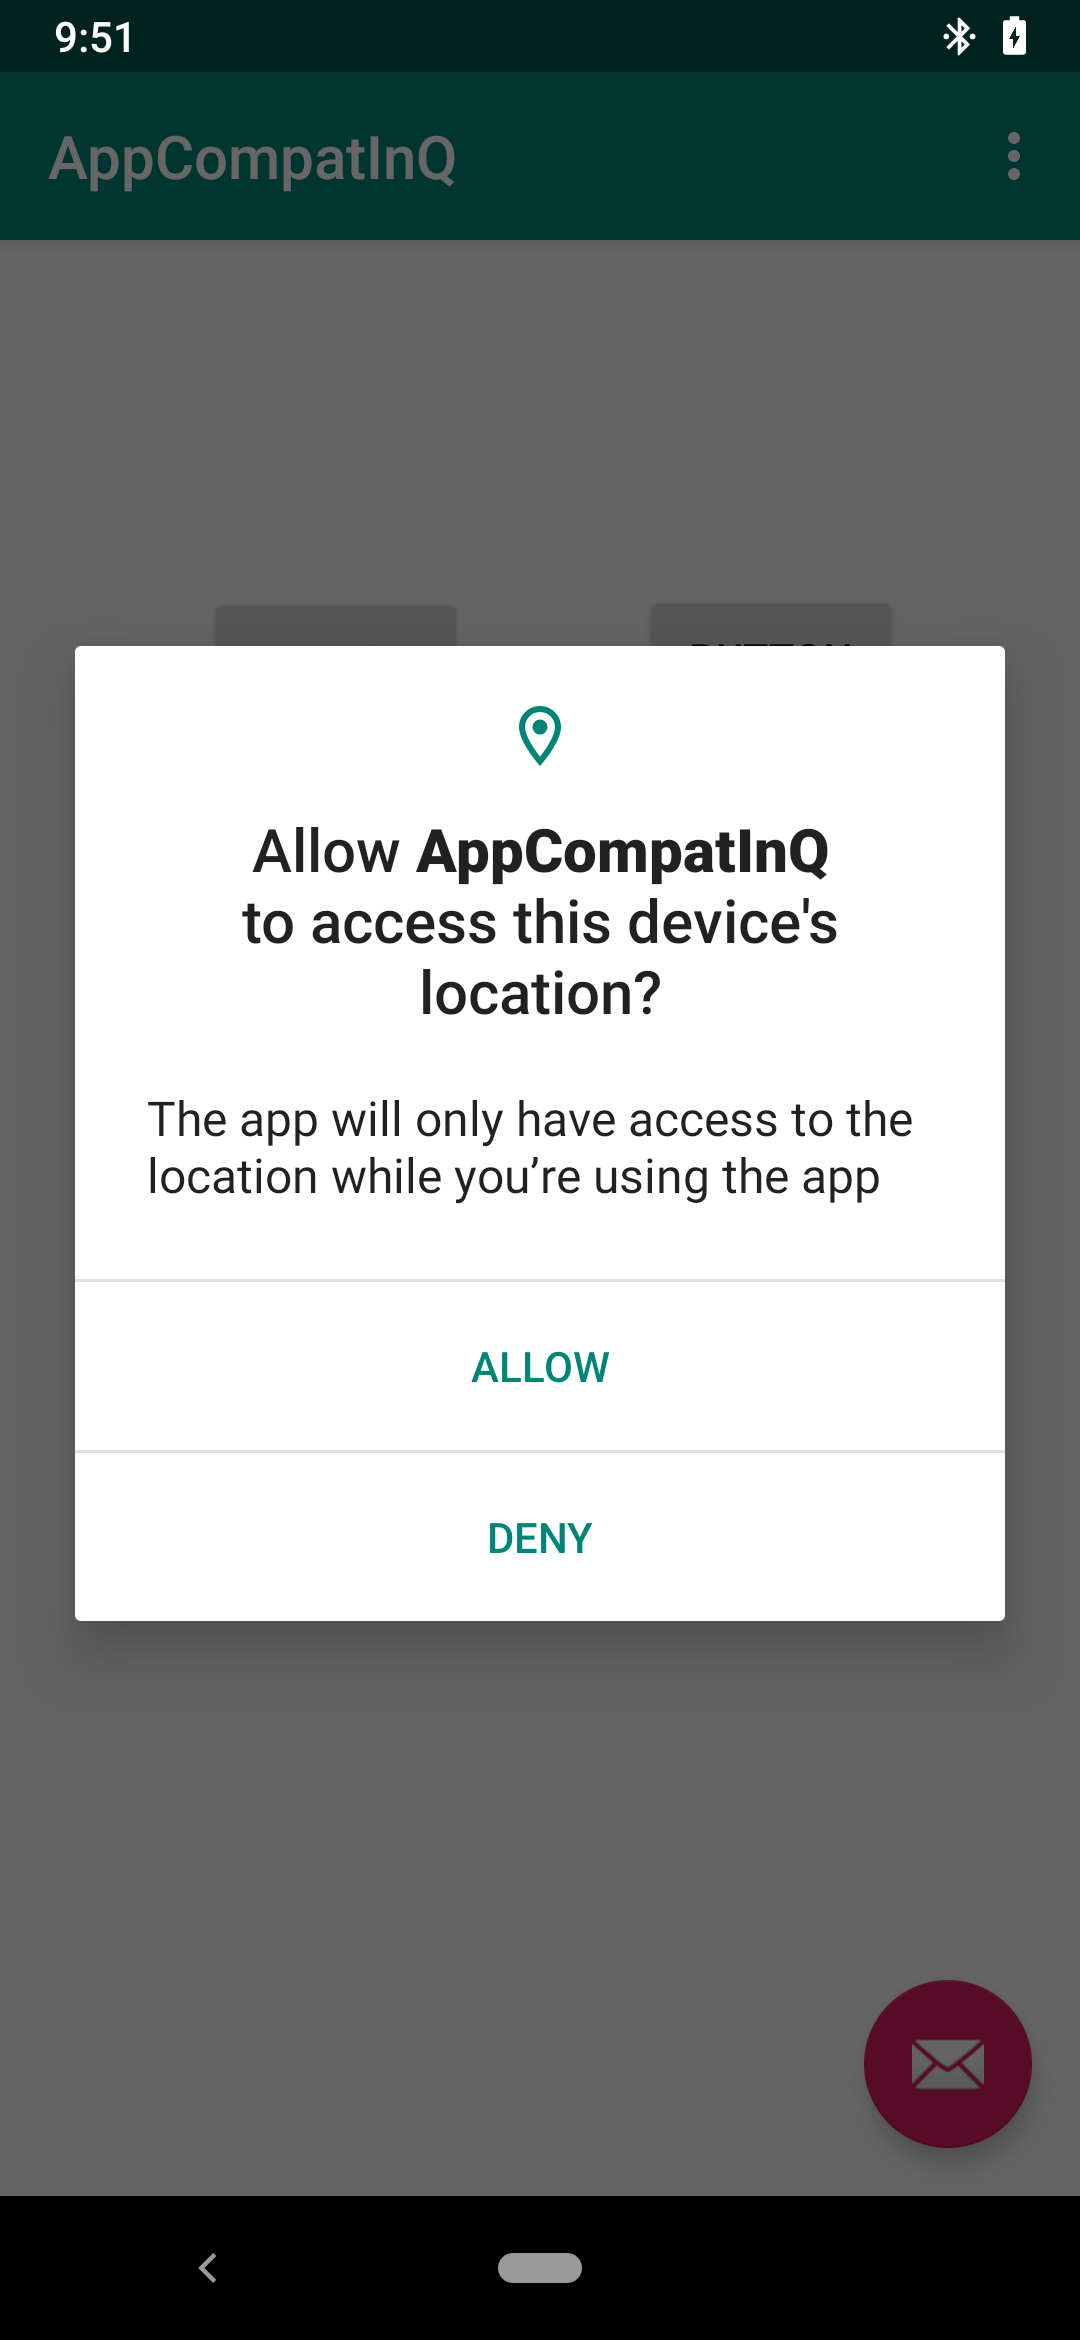 9:51
AppCompatInQ
Allow AppCompatInQ
to access this device's
location?
The app will only have access to the
location while you’re using the app
ALLOW
DENY